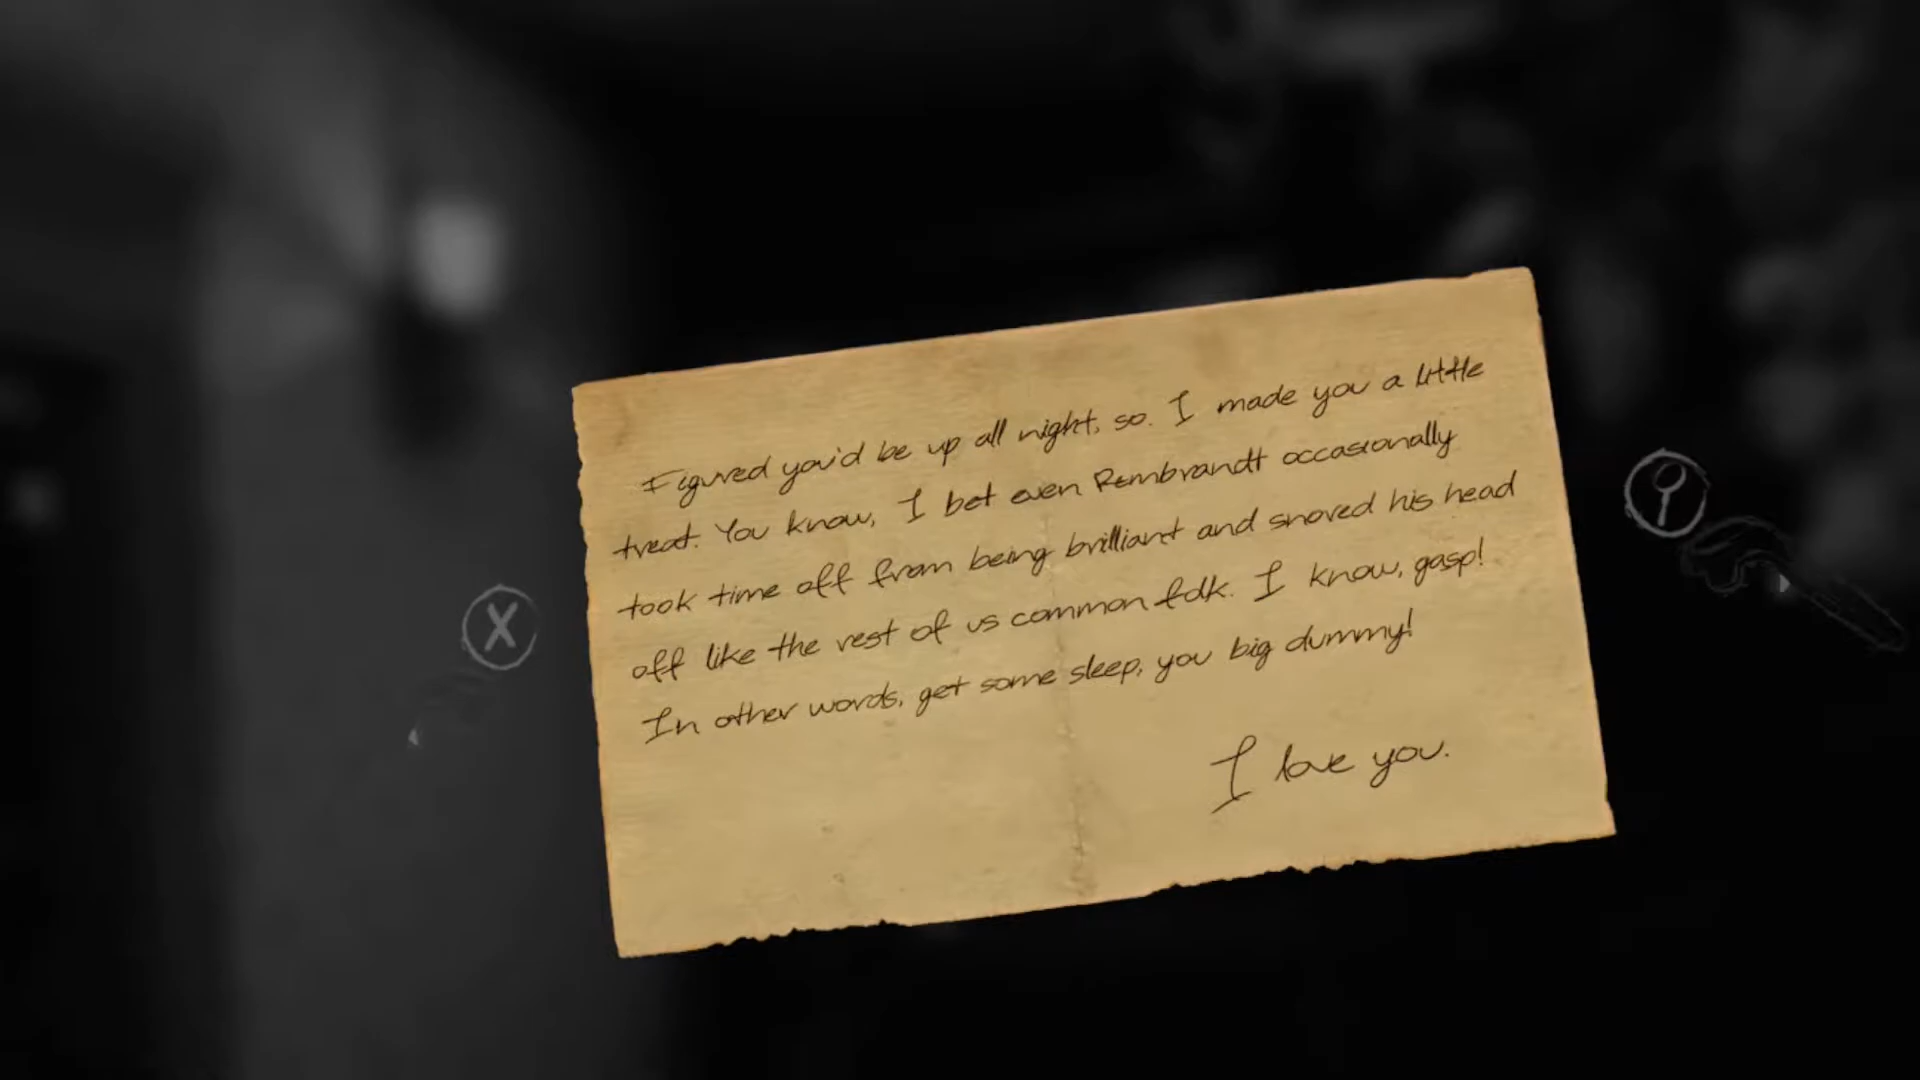 Figured you'd be up all night, so. I made you a little
treat. You know, I bet even Rembrandt occasionally
took time off from being brilliant and snoved his head
off like the rest of us common folk. I know, gasp!
In other words, get some sleep, you big dummy!
I love you.
X